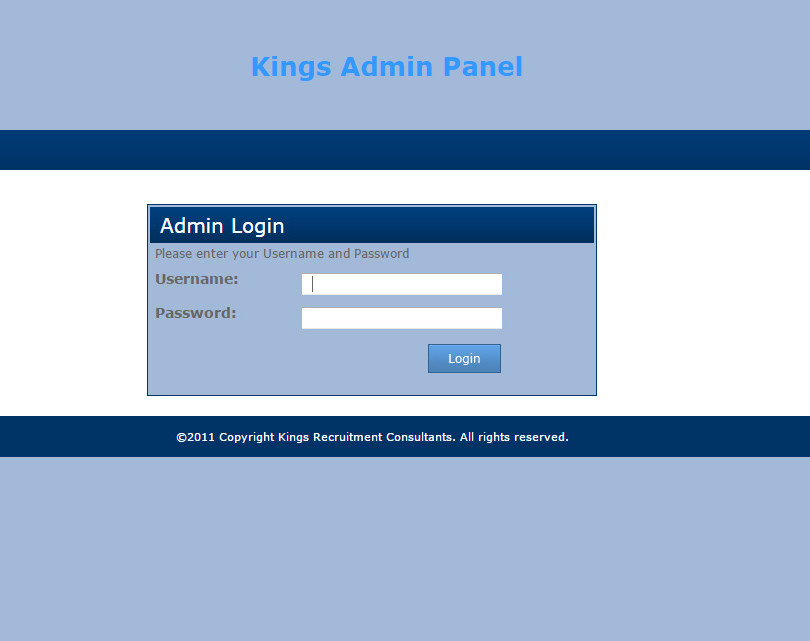 Kings Admin Panel
Admin Login
Please enter your Username and Password
Username:
Password:
Login
©2011 Copyright Kings Recruitment Consultants. All rights reserved.